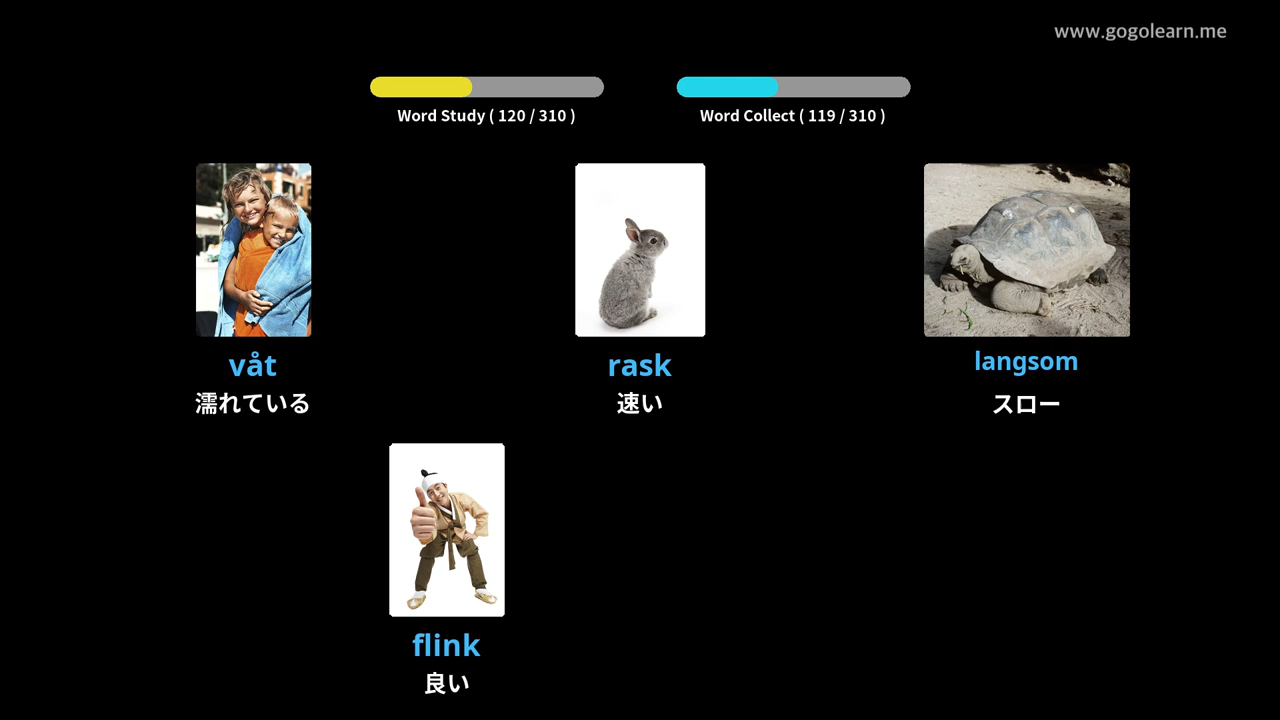 www.gogolearn.me
Word Study ( 120 / 310 )
Word Collect ( 119 / 310 )
våt
rask
langsom
濡れている
速い
スロー
flink
良い